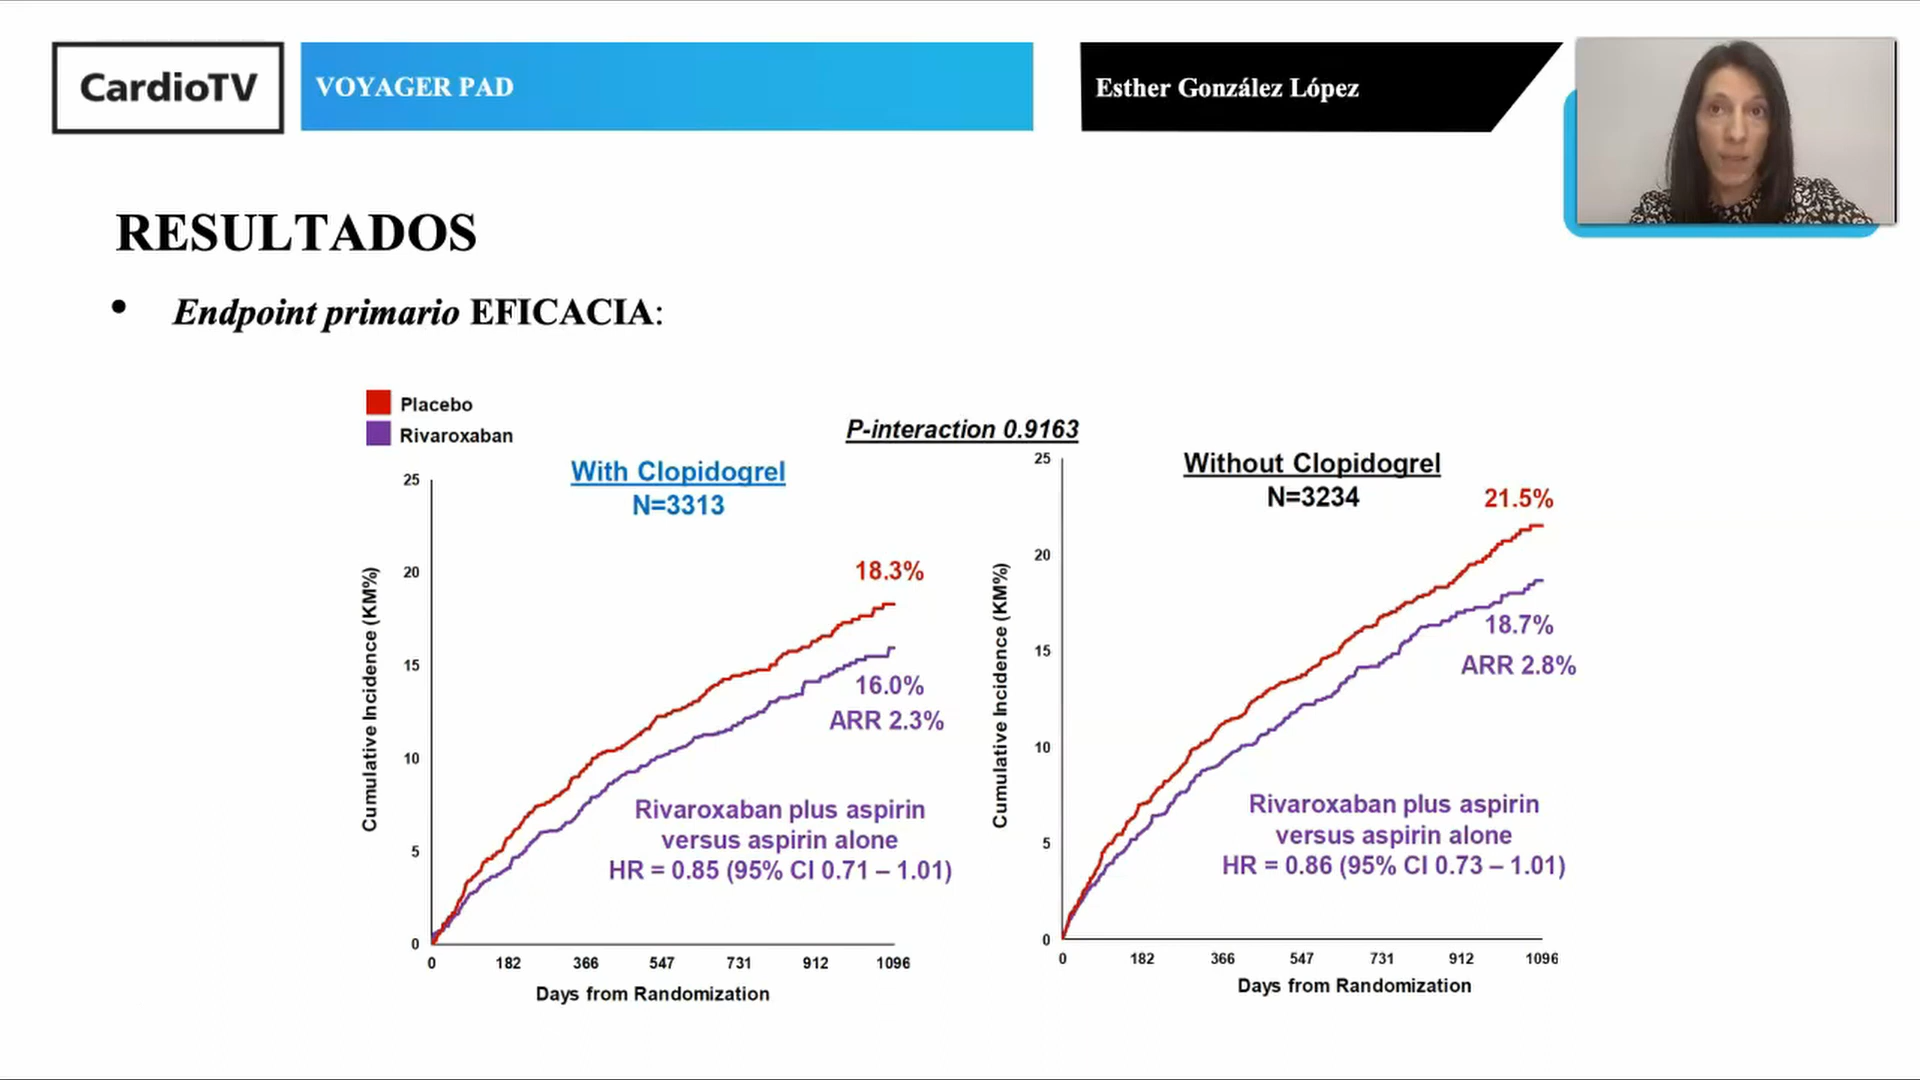 CardioTV
VOYAGER PAD
Esther González López
RESULTADOS
• Endpoint primario EFICACIA:
Placebo
Rivaroxaban
P-interaction 0.9163
With Clopidogrel
N=3313
25
20
15
10
5
0
Cumulative Incidence (KM%)
18.3%
16.0%
ARR 2.3%
Rivaroxaban plus aspirin
versus aspirin alone
HR = 0.85 (95% CI 0.71 – 1.01)
0 182 366 547 731 912 1096
Days from Randomization
Without Clopidogrel
N=3234
25
20
15
10
5
0
Cumulative Incidence (KM%)
21.5%
18.7%
ARR 2.8%
Rivaroxaban plus aspirin
versus aspirin alone
HR = 0.86 (95% CI 0.73 – 1.01)
0 182 366 547 731 912 1096
Days from Randomization